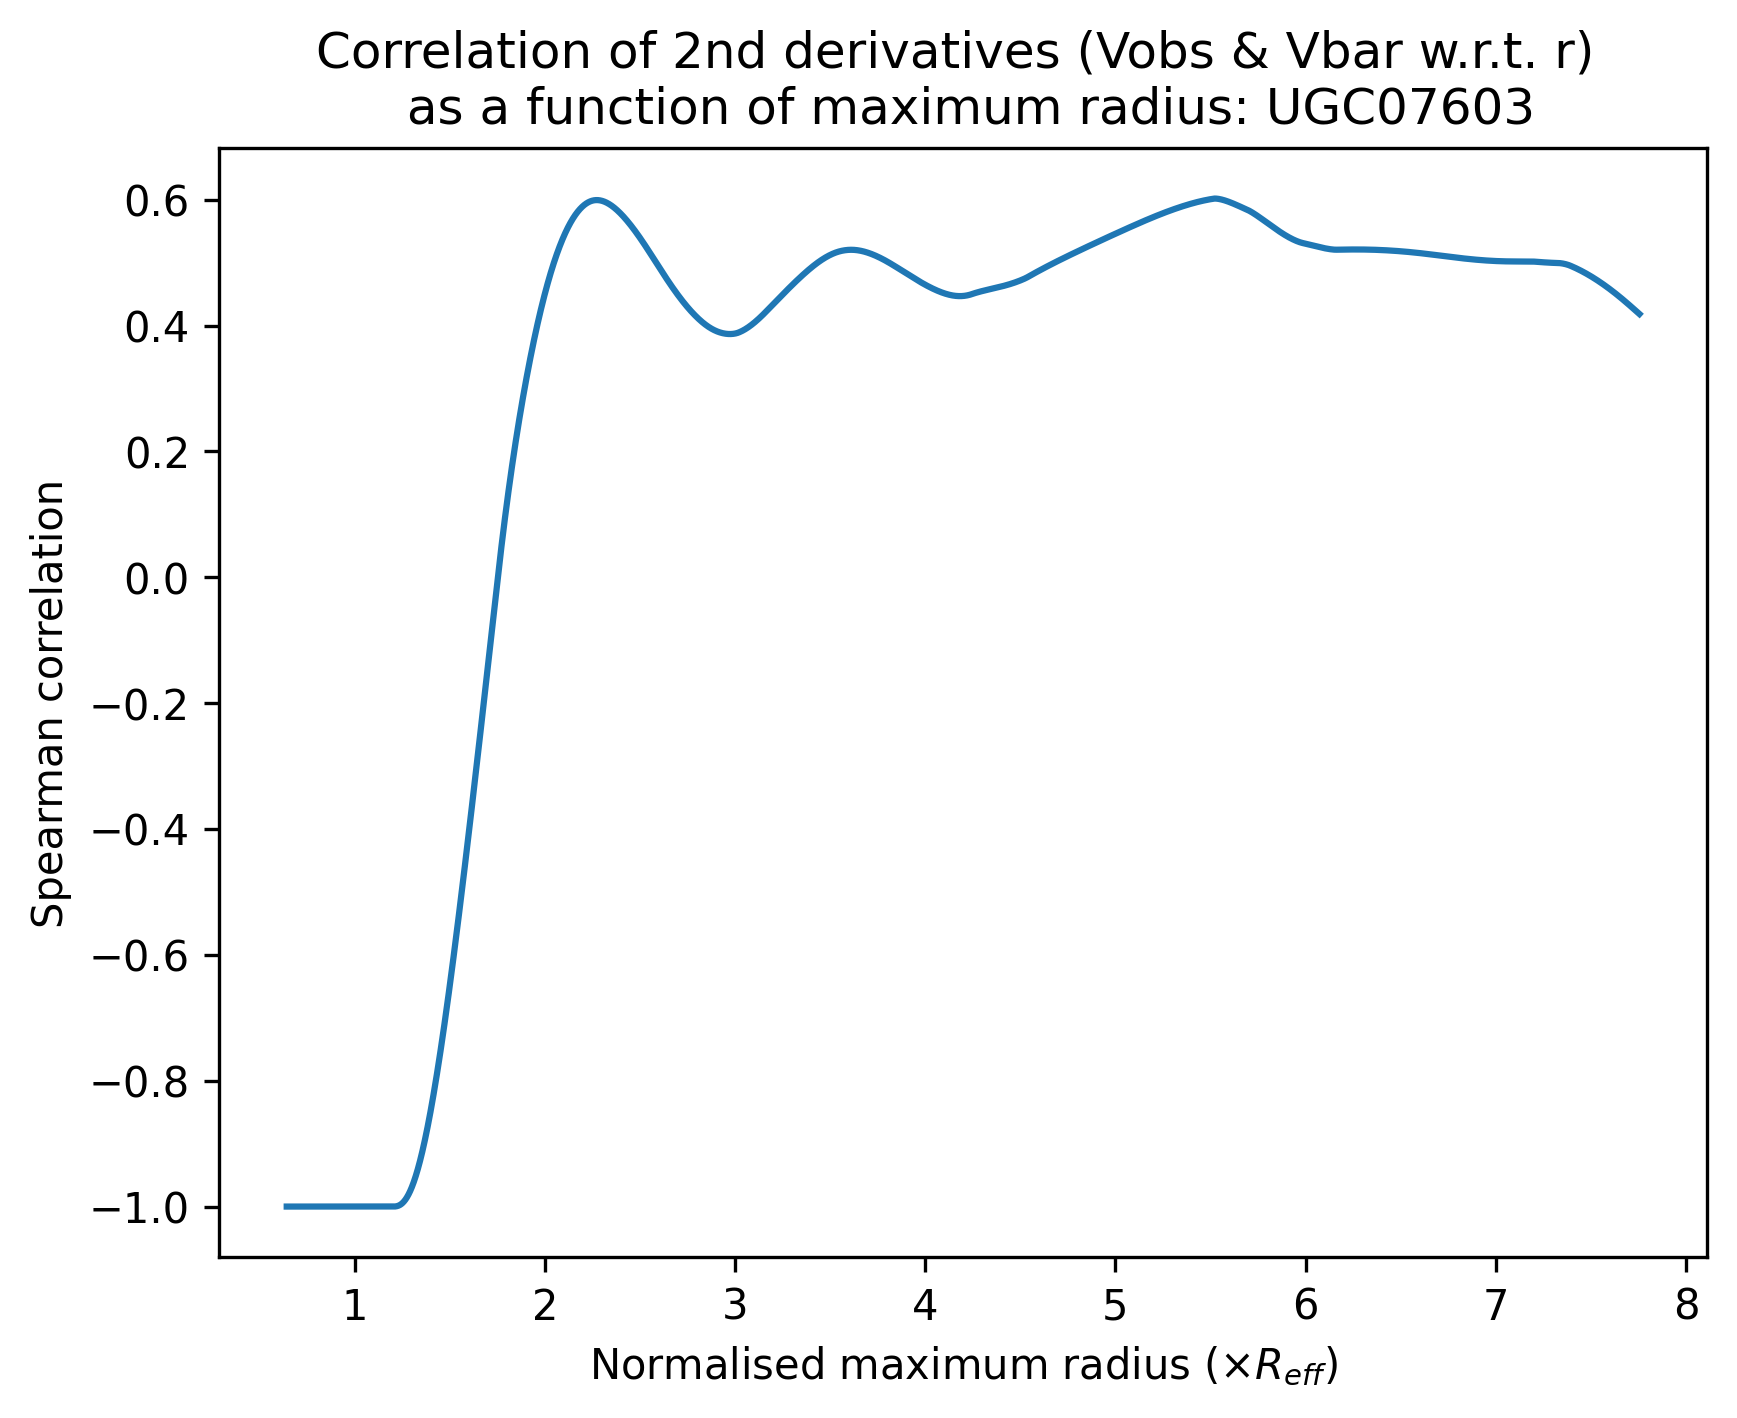 Correlation of 2nd derivatives (Vobs & Vbar w.r.t. r)
as a function of maximum radius: UGC07603
Spearman correlation
0.6
0.4
0.2
0.0
−0.2
−0.4
−0.6
−0.8
−1.0
1 2 3 4 5 6 7 8
Normalised maximum radius (×R_eff)